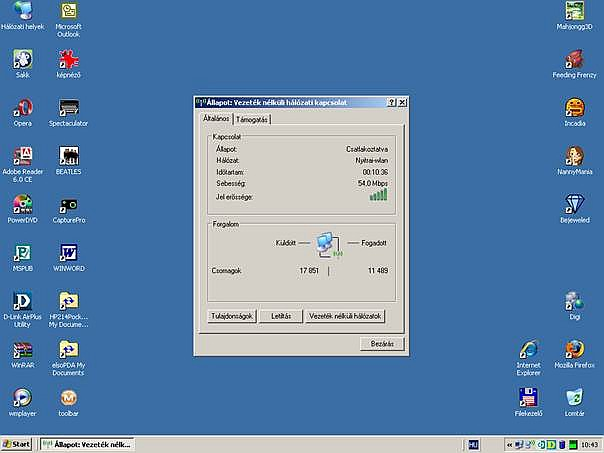 Hálózati helyek
Microsoft
Outlook
Mahjongg3D
Sakk
képnéző
Feeding Frenzy
Opera
Spectaculator
Incadia
Adobe Reader
6.0 CE
BEATLES
NannyMania
PowerDVD
CapturePro
Bejeweled
MSPUB
WINWORD
D-Link AirPlus
Utility
HP214Pock...
My Docume...
Digi
WinRAR
elsoPDA My
Documents
Internet
Explorer
Mozilla Firefox
wmplayer
toolbar
Filekezelő
Lomtár
Állapot: Vezeték nélküli hálózati kapcsolat
Általános
Támogatás
Kapcsolat
Állapot: Csatlakoztatva
Hálózat: Nyitrai-wlan
Időtartam: 00:10:36
Sebesség: 54,0 Mbps
Jel erőssége:
Forgalom
Küldött
Fogadott
Csomagok 17 851 11 489
Tulajdonságok
Letiltás
Vezeték nélküli hálózatok
Bezárás
Start
Állapot: Vezeték nélk...
HU
10:43